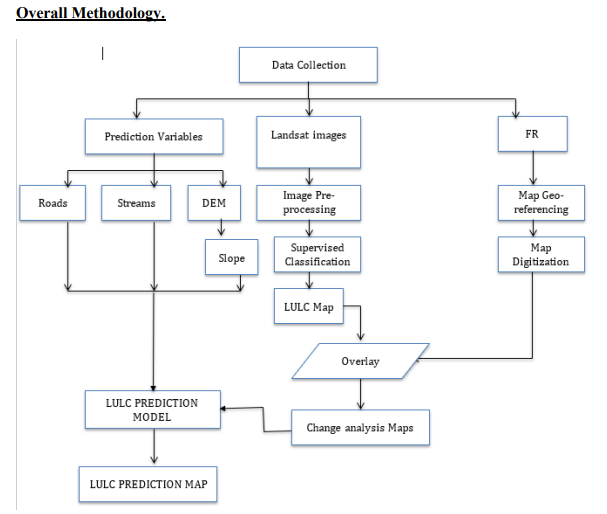 Overall Methodology.
Data Collection
Prediction Variables
Landsat images
FR
Roads
Streams
DEM
Image Pre-
processing
Map Geo-
referencing
Slope
Supervised
Classification
Map
Digitization
LULC Map
Overlay
LULC PREDICTION
MODEL
Change analysis Maps
LULC PREDICTION MAP